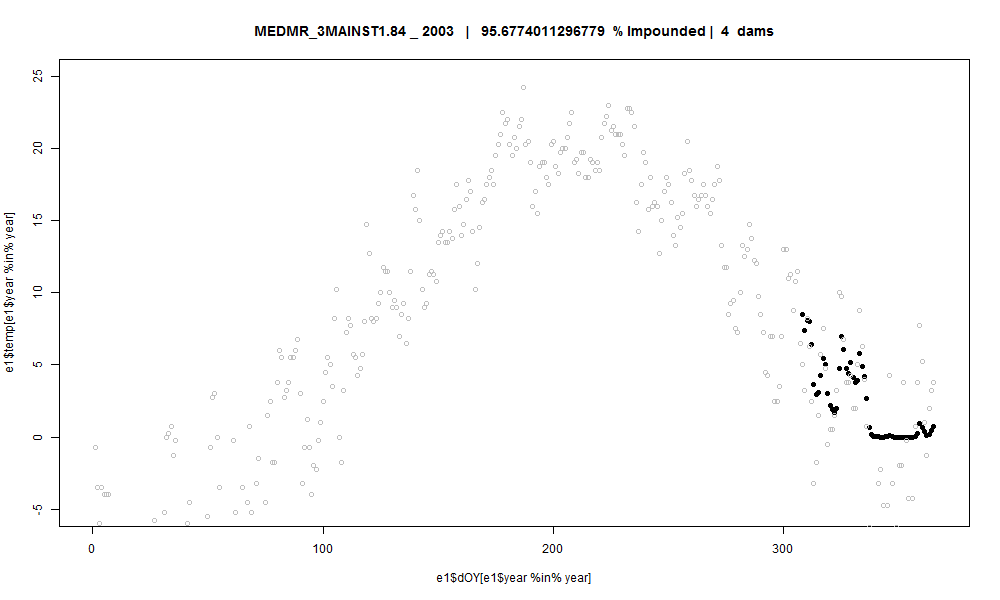 MEDMR_3MAINST1.84 _ 2003 | 95.6774011296779 % Impounded | 4 dams
25
20
15
10
5
0
-5
e1$temp[e1$year %in% year]
0 100 200 300
e1$dOY[e1$year %in% year]